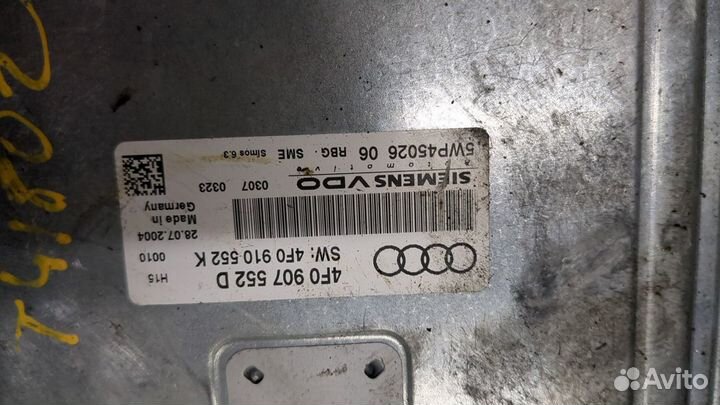 4F0 907 552 D H15
SW: 4F0 910 552 K 0010
28.07.2004
Made in
Germany
SIEMENS VDO 0307 0323
automotive
5WP45026 06 RBG. SME Simos 6.3
Avito